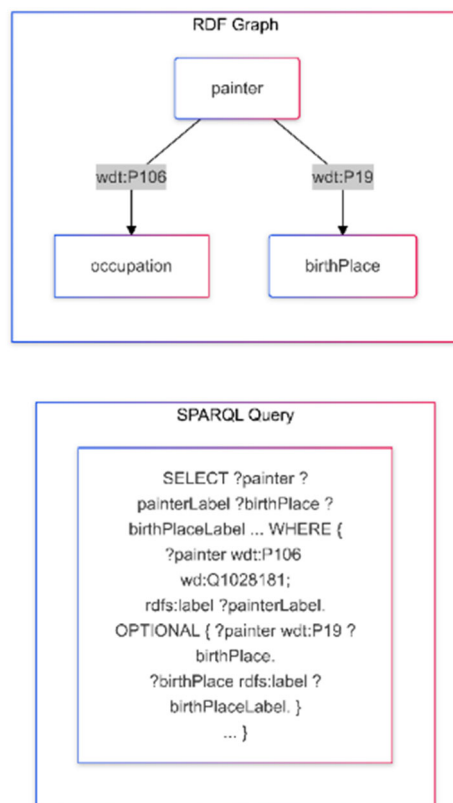 RDF Graph
painter
wdt:P106
wdt:P19
occupation
birthPlace
SPARQL Query
SELECT ?painter ?
painterLabel ?birthPlace ?
birthPlaceLabel ... WHERE {
?painter wdt:P106
wd:Q1028181;
rdfs:label ?painterLabel.
OPTIONAL { ?painter wdt:P19 ?
birthPlace.
?birthPlace rdfs:label ?
birthPlaceLabel. }
... }